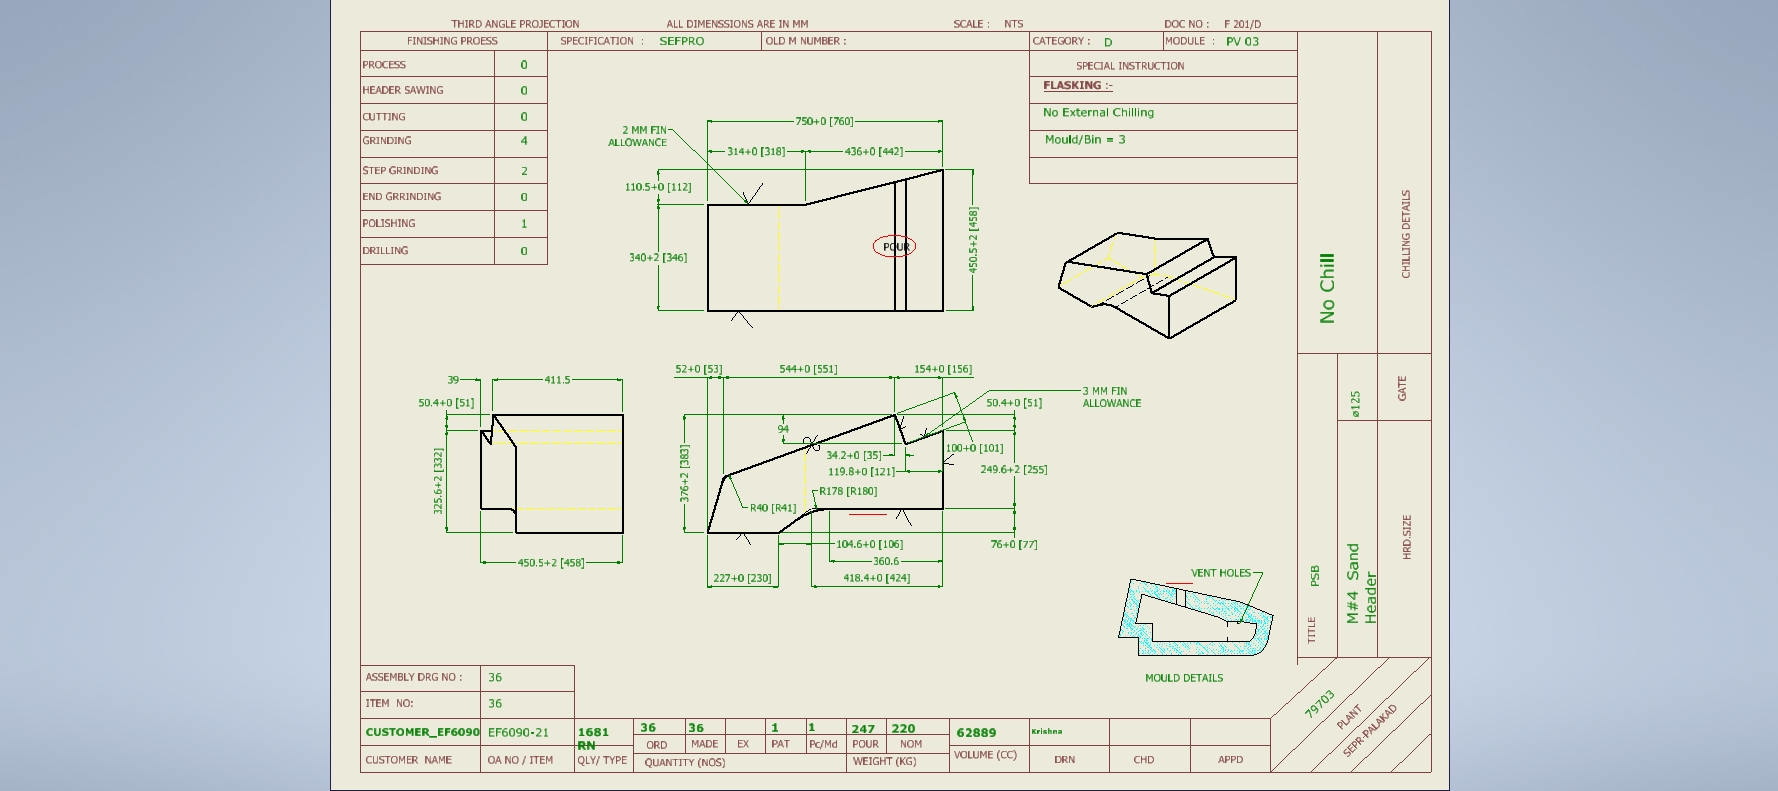 THIRD ANGLE PROJECTION ALL DIMENSSIONS ARE IN MM SCALE : NTS DOC NO : F 201/D
FINISHING PROESS SPECIFICATION : SEFPRO OLD M NUMBER : CATEGORY : D MODULE : PV 03
PROCESS 0
HEADER SAWING 0
CUTTING 0
GRINDING 4
STEP GRINDING 2
END GRRINDING 0
POLISHING 1
DRILLING 0
SPECIAL INSTRUCTION
FLASKING :-
No External Chilling
Mould/Bin = 3
750+0 [760]
2 MM FIN
ALLOWANCE
314+0 [318] 436+0 [442]
110.5+0 [112]
340+2 [346]
POUR
450.5+2 [458]
No Chill
CHILLING DETAILS
39 411.5
50.4+0 [51]
325.6+2 [332]
450.5+2 [458]
52+0 [53] 544+0 [551] 154+0 [156]
3 MM FIN
ALLOWANCE
50.4+0 [51]
94
376+2 [383]
34.2+0 [35]
100+0 [101]
119.8+0 [121]
249.6+2 [255]
R178 [R180]
R40 [R41]
104.6+0 [106]
76+0 [77]
360.6
227+0 [230] 418.4+0 [424]
ø125
GATE
VENT HOLES
MOULD DETAILS
TITLE PSB
M#4 Sand
Header
HRD.SIZE
ASSEMBLY DRG NO : 36
ITEM NO: 36
CUSTOMER_EF6090 EF6090-21 1681
RN
36 36 1 1 247 220 62889 Krishna
ORD MADE EX PAT Pc/Md POUR NOM
CUSTOMER NAME OA NO / ITEM QLY/ TYPE QUANTITY (NOS) WEIGHT (KG) VOLUME (CC) DRN CHD APPD
79703
PLANT
SEPR-PALAKAD